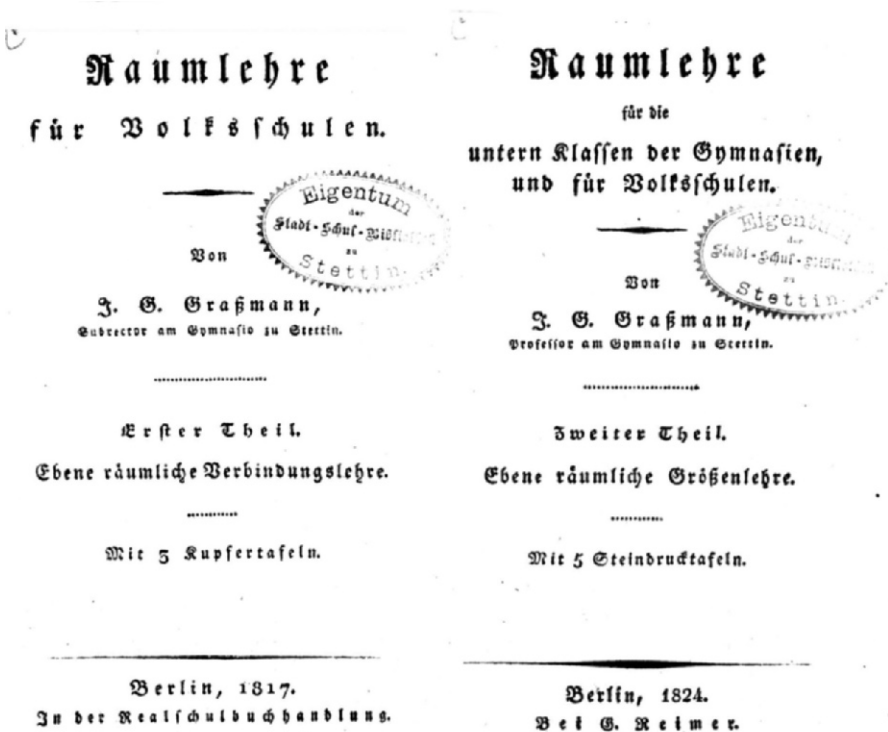 Raumlehre
für Volksschulen.
Eigentum
der
Stadt-Schul-Biblioth
zu
Stettin.
Von
J. G. Graßmann,
Subrector am Gymnasio zu Stettin.
Erster Theil.
Ebene räumliche Verbindungslehre.
Mit 3 Kupfertafeln.
Berlin, 1817.
In der Realschulbuchhandlung.
Raumlehre
für die
untern Klassen der Gymnasien,
und für Volksschulen.
Eigentum
der
Stadt-Schul-
zu
Stettin.
Von
J. G. Graßmann,
Professor am Gymnasio zu Stettin.
Zweiter Theil.
Ebene räumliche Größenlehre.
Mit 5 Steindrucktafeln.
Berlin, 1824.
Bei G. Reimer.